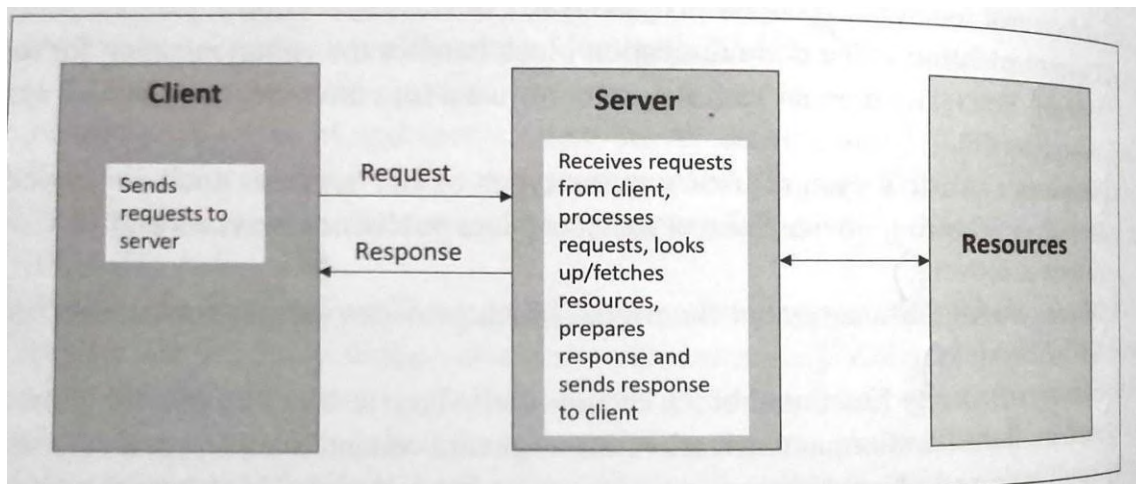 Client
Sends
requests to
server
Request
Response
Server
Receives requests
from client,
processes
requests, looks
up/fetches
resources,
prepares
response and
sends response
to client
Resources